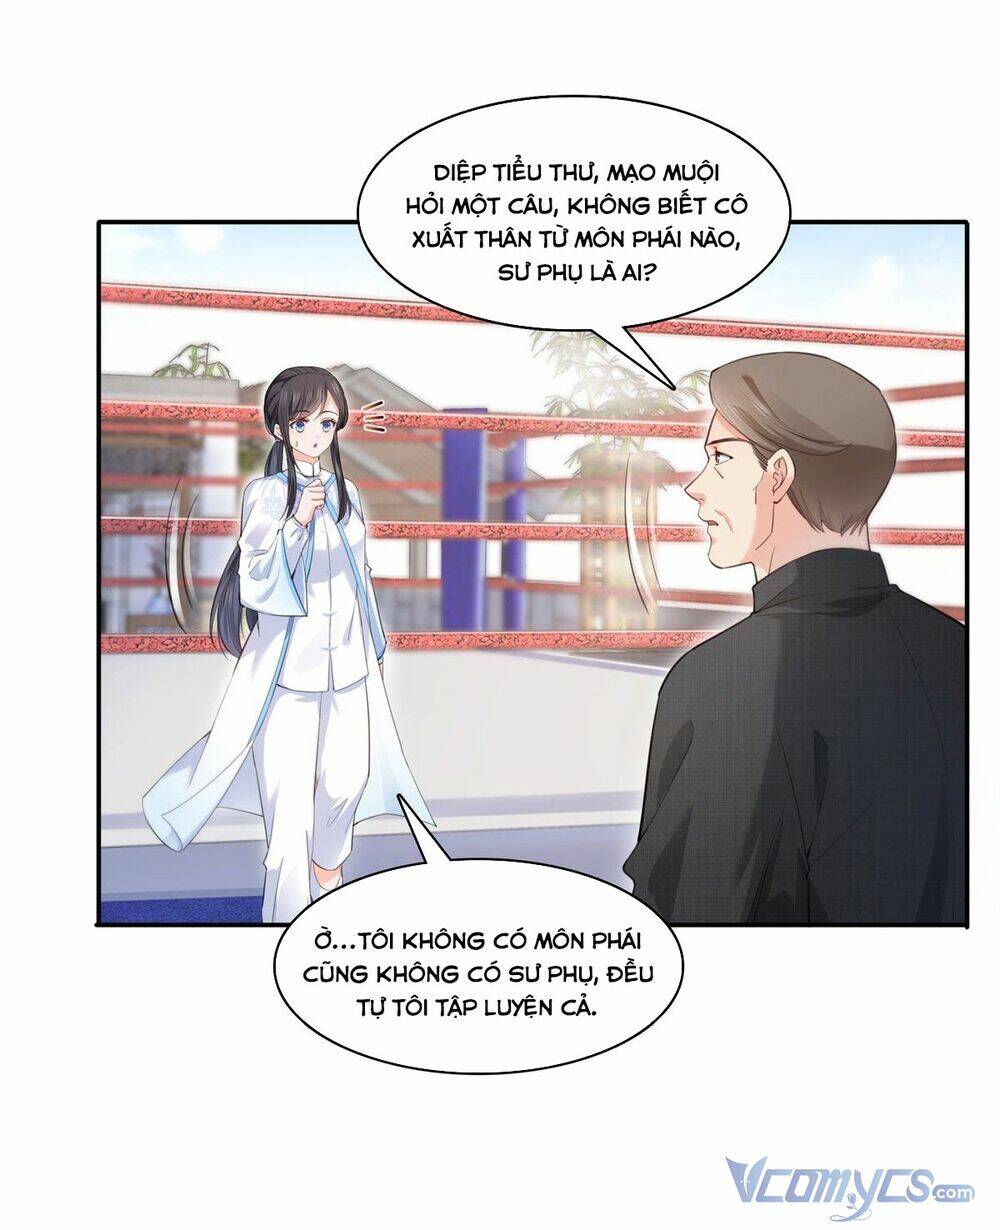 DIỆP TIỂU THƯ, MẠO MUỘI
HỎI MỘT CÂU, KHÔNG BIẾT CÔ
XUẤT THÂN TỪ MÔN PHÁI NÀO,
SƯ PHỤ LÀ AI?
Ờ...TÔI KHÔNG CÓ MÔN PHÁI
CŨNG KHÔNG CÓ SƯ PHỤ, ĐỀU
TỰ TÔI TẬP LUYỆN CẢ.
VCOMYCS.com